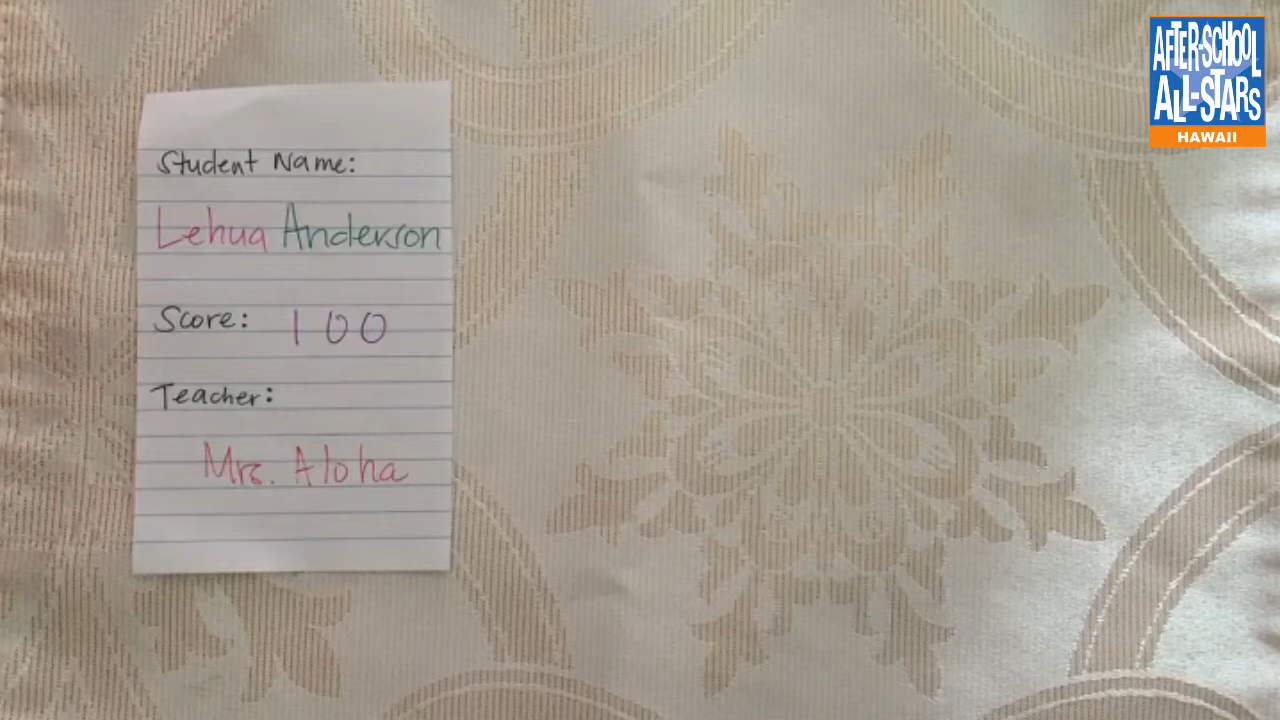 Student Name:
Lehua Anderson
Score: 100
Teacher:
Mrs. Aloha
AFTER-SCHOOL
ALL-STARS
HAWAII